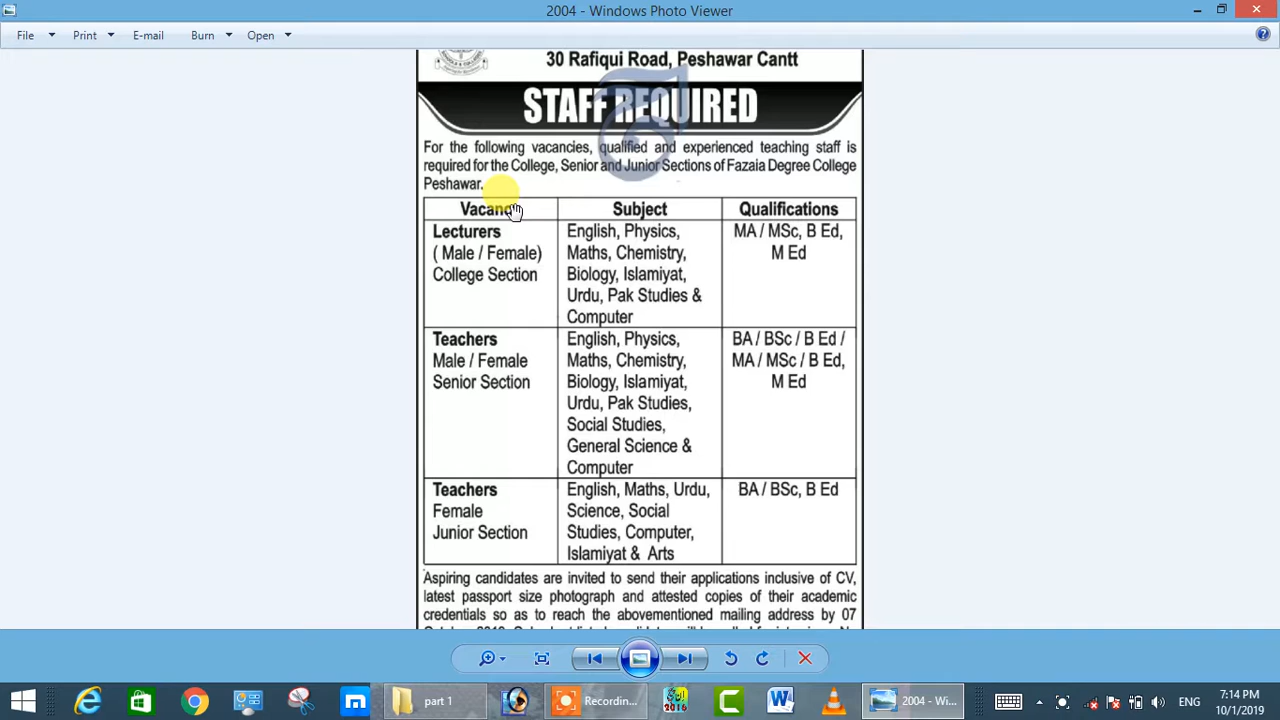 2004 - Windows Photo Viewer
File Print E-mail Burn Open
30 Rafiqui Road, Peshawar Cantt
STAFF REQUIRED
For the following vacancies, qualified and experienced teaching staff is
required for the College, Senior and Junior Sections of Fazaia Degree College
Peshawar.
Vacancy Subject Qualifications
Lecturers
( Male / Female)
College Section
English, Physics,
Maths, Chemistry,
Biology, Islamiyat,
Urdu, Pak Studies &
Computer
MA / MSc, B Ed,
M Ed
Teachers
Male / Female
Senior Section
English, Physics,
Maths, Chemistry,
Biology, Islamiyat,
Urdu, Pak Studies,
Social Studies,
General Science &
Computer
BA / BSc / B Ed /
MA / MSc / B Ed,
M Ed
Teachers
Female
Junior Section
English, Maths, Urdu,
Science, Social
Studies, Computer,
Islamiyat & Arts
BA / BSc, B Ed
Aspiring candidates are invited to send their applications inclusive of CV,
latest passport size photograph and attested copies of their academic
credentials so as to reach the abovementioned mailing address by 07
part 1
Recordin...
2016
2004 - Wi...
ENG
7:14 PM
10/1/2019